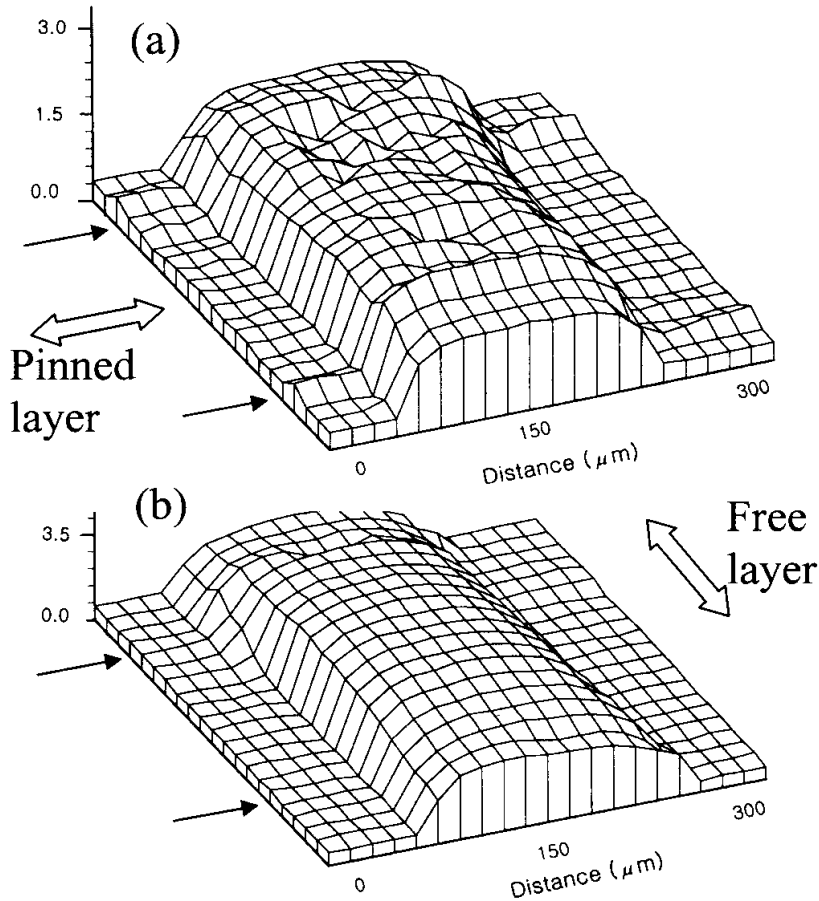 (a)
3.0
1.5
0.0
Pinned
layer
0
150
300
Distance (μm)
(b)
3.5
0.0
Free
layer
0
150
300
Distance (μm)